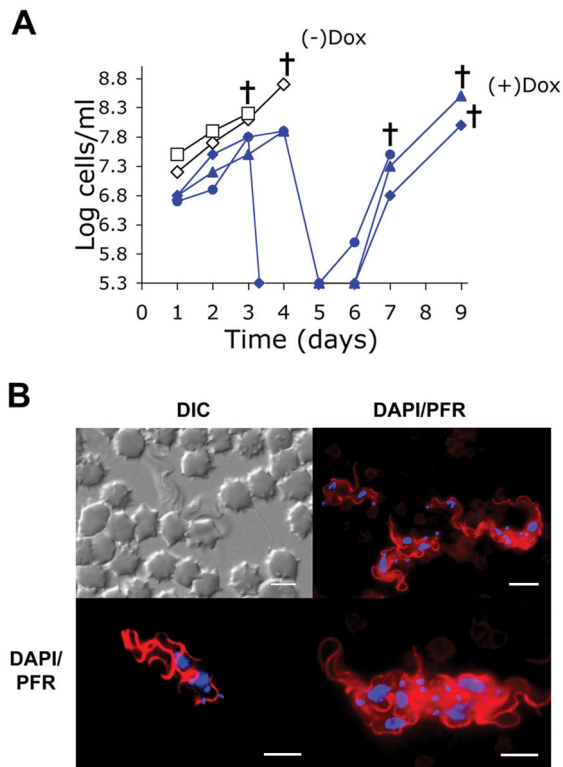 A
(-)Dox
(+)Dox
†
†
†
†
†
Log cells/ml
8.8
8.3
7.8
7.3
6.8
6.3
5.8
5.3
0 1 2 3 4 5 6 7 8 9
Time (days)
B
DIC DAPI/PFR
DAPI/
PFR